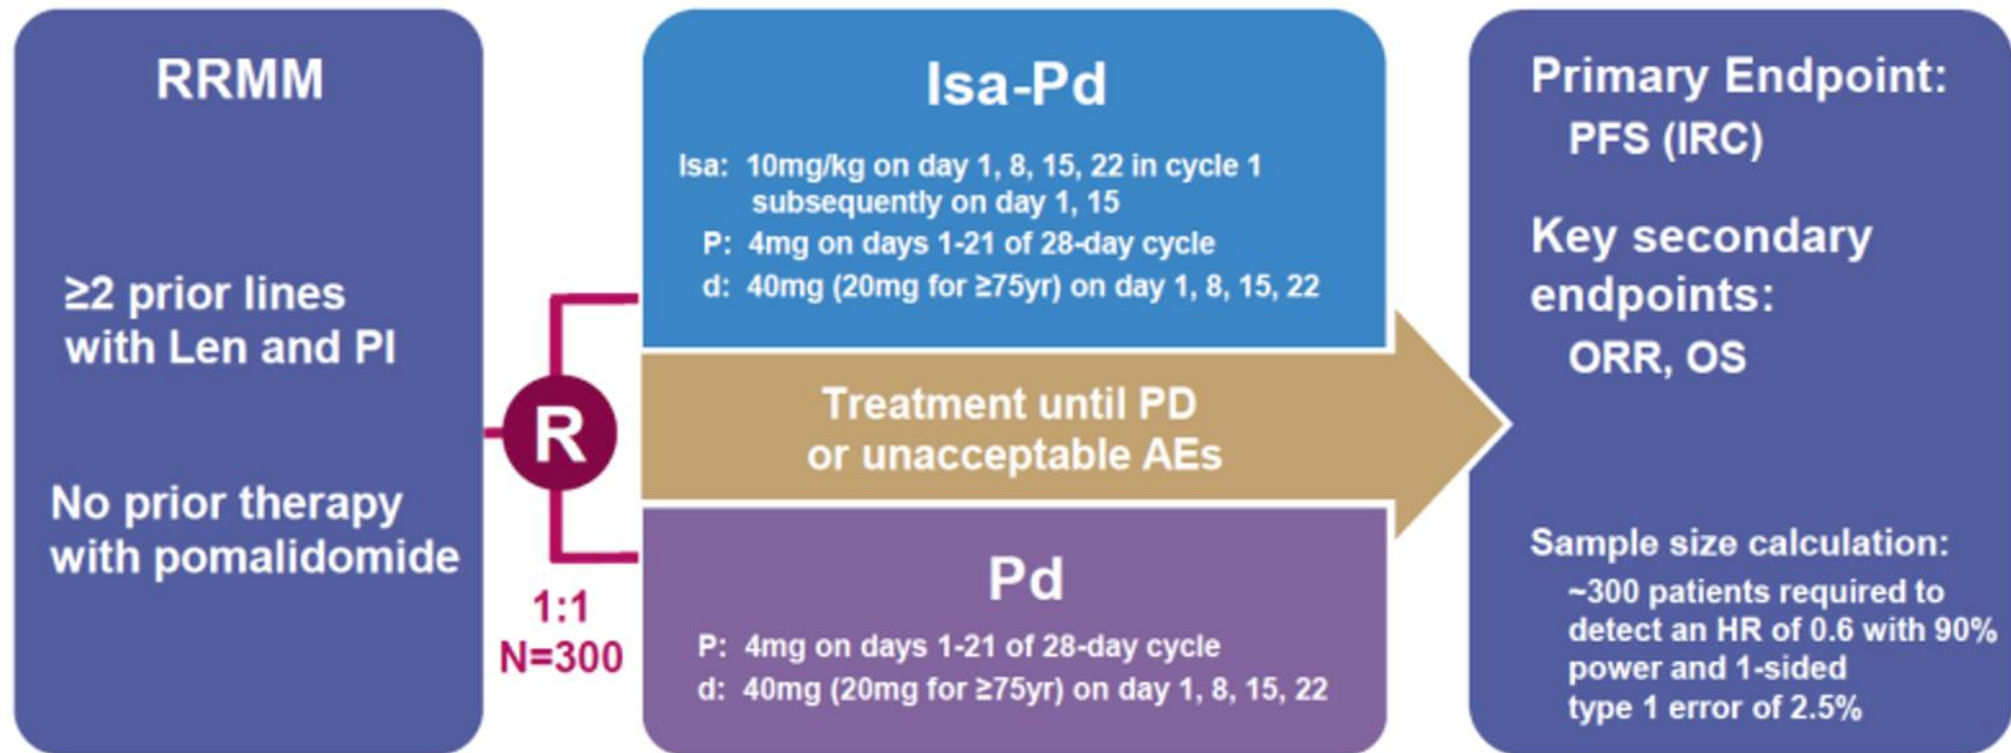 RRMM
≥2 prior lines
with Len and PI
No prior therapy
with pomalidomide
R
1:1
N=300
Isa-Pd
Isa: 10mg/kg on day 1, 8, 15, 22 in cycle 1
subsequently on day 1, 15
P: 4mg on days 1-21 of 28-day cycle
d: 40mg (20mg for ≥75yr) on day 1, 8, 15, 22
Treatment until PD
or unacceptable AEs
Pd
P: 4mg on days 1-21 of 28-day cycle
d: 40mg (20mg for ≥75yr) on day 1, 8, 15, 22
Primary Endpoint:
PFS (IRC)
Key secondary
endpoints:
ORR, OS
Sample size calculation:
~300 patients required to
detect an HR of 0.6 with 90%
power and 1-sided
type 1 error of 2.5%